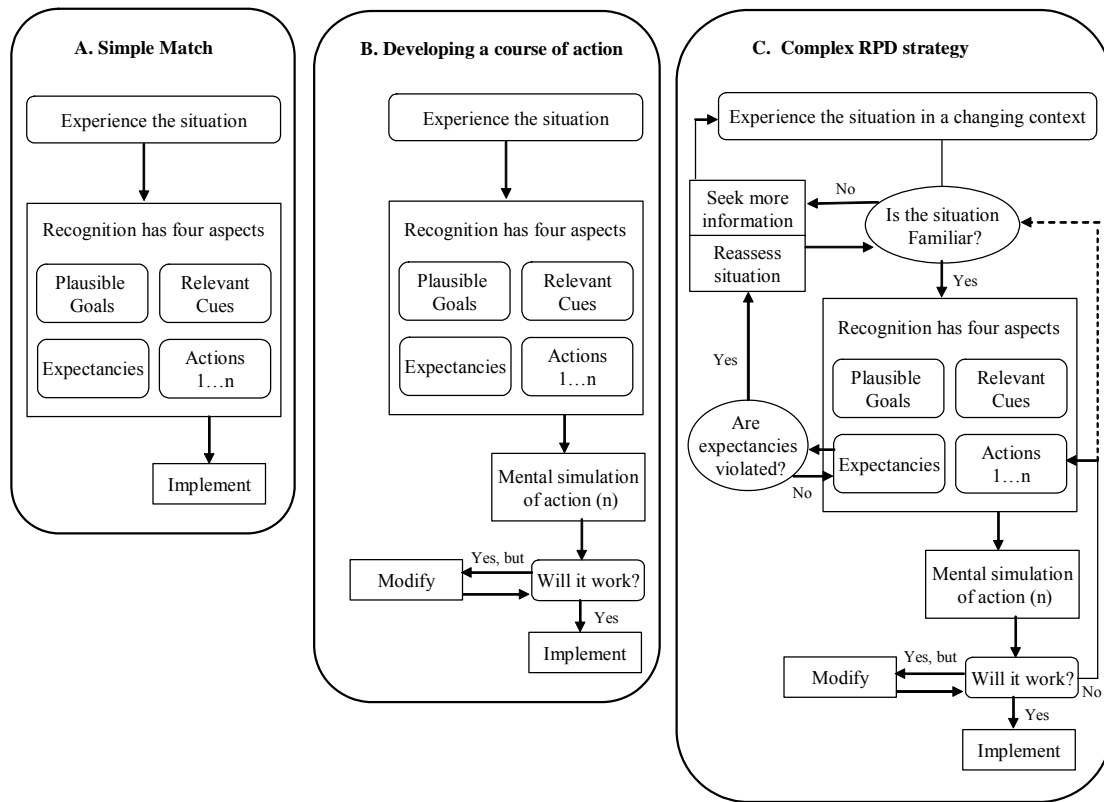 A. Simple Match
Experience the situation
Recognition has four aspects
Plausible
Goals
Relevant
Cues
Expectancies
Actions
1…n
Implement
B. Developing a course of action
Experience the situation
Recognition has four aspects
Plausible
Goals
Relevant
Cues
Expectancies
Actions
1…n
Mental simulation
of action (n)
Yes, but
Modify
Will it work?
Yes
Implement
C. Complex RPD strategy
Experience the situation in a changing context
No
Seek more
information
Is the situation
Familiar?
Reassess
situation
Yes
Recognition has four aspects
Yes
Plausible
Goals
Relevant
Cues
Are
expectancies
violated?
No
Expectancies
Actions
1…n
Mental simulation
of action (n)
Yes, but
Modify
Will it work?
No
Yes
Implement